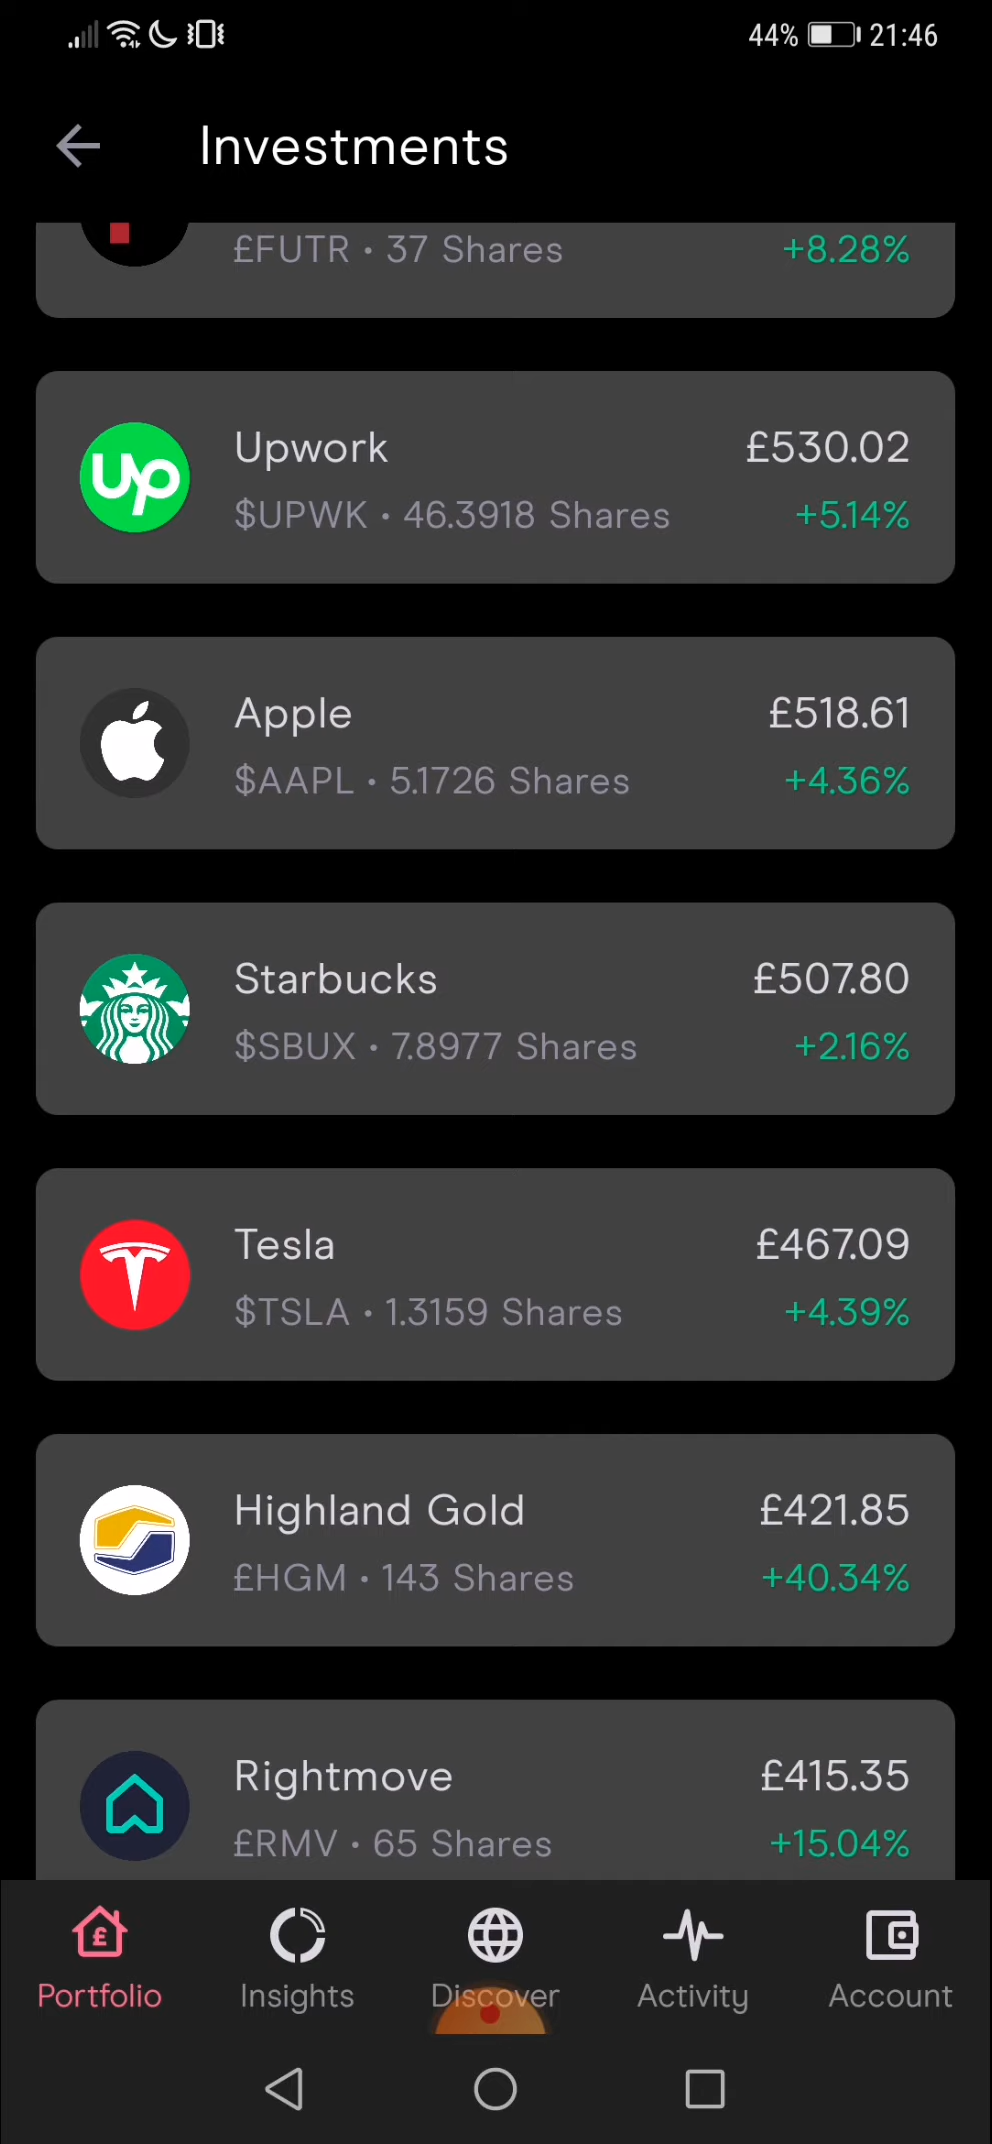 44% 21:46
Investments
£FUTR • 37 Shares +8.28%
up Upwork £530.02
$UPWK • 46.3918 Shares +5.14%
Apple £518.61
$AAPL • 5.1726 Shares +4.36%
Starbucks £507.80
$SBUX • 7.8977 Shares +2.16%
Tesla £467.09
$TSLA • 1.3159 Shares +4.39%
Highland Gold £421.85
£HGM • 143 Shares +40.34%
Rightmove £415.35
£RMV • 65 Shares +15.04%
£
Portfolio Insights Discover Activity Account